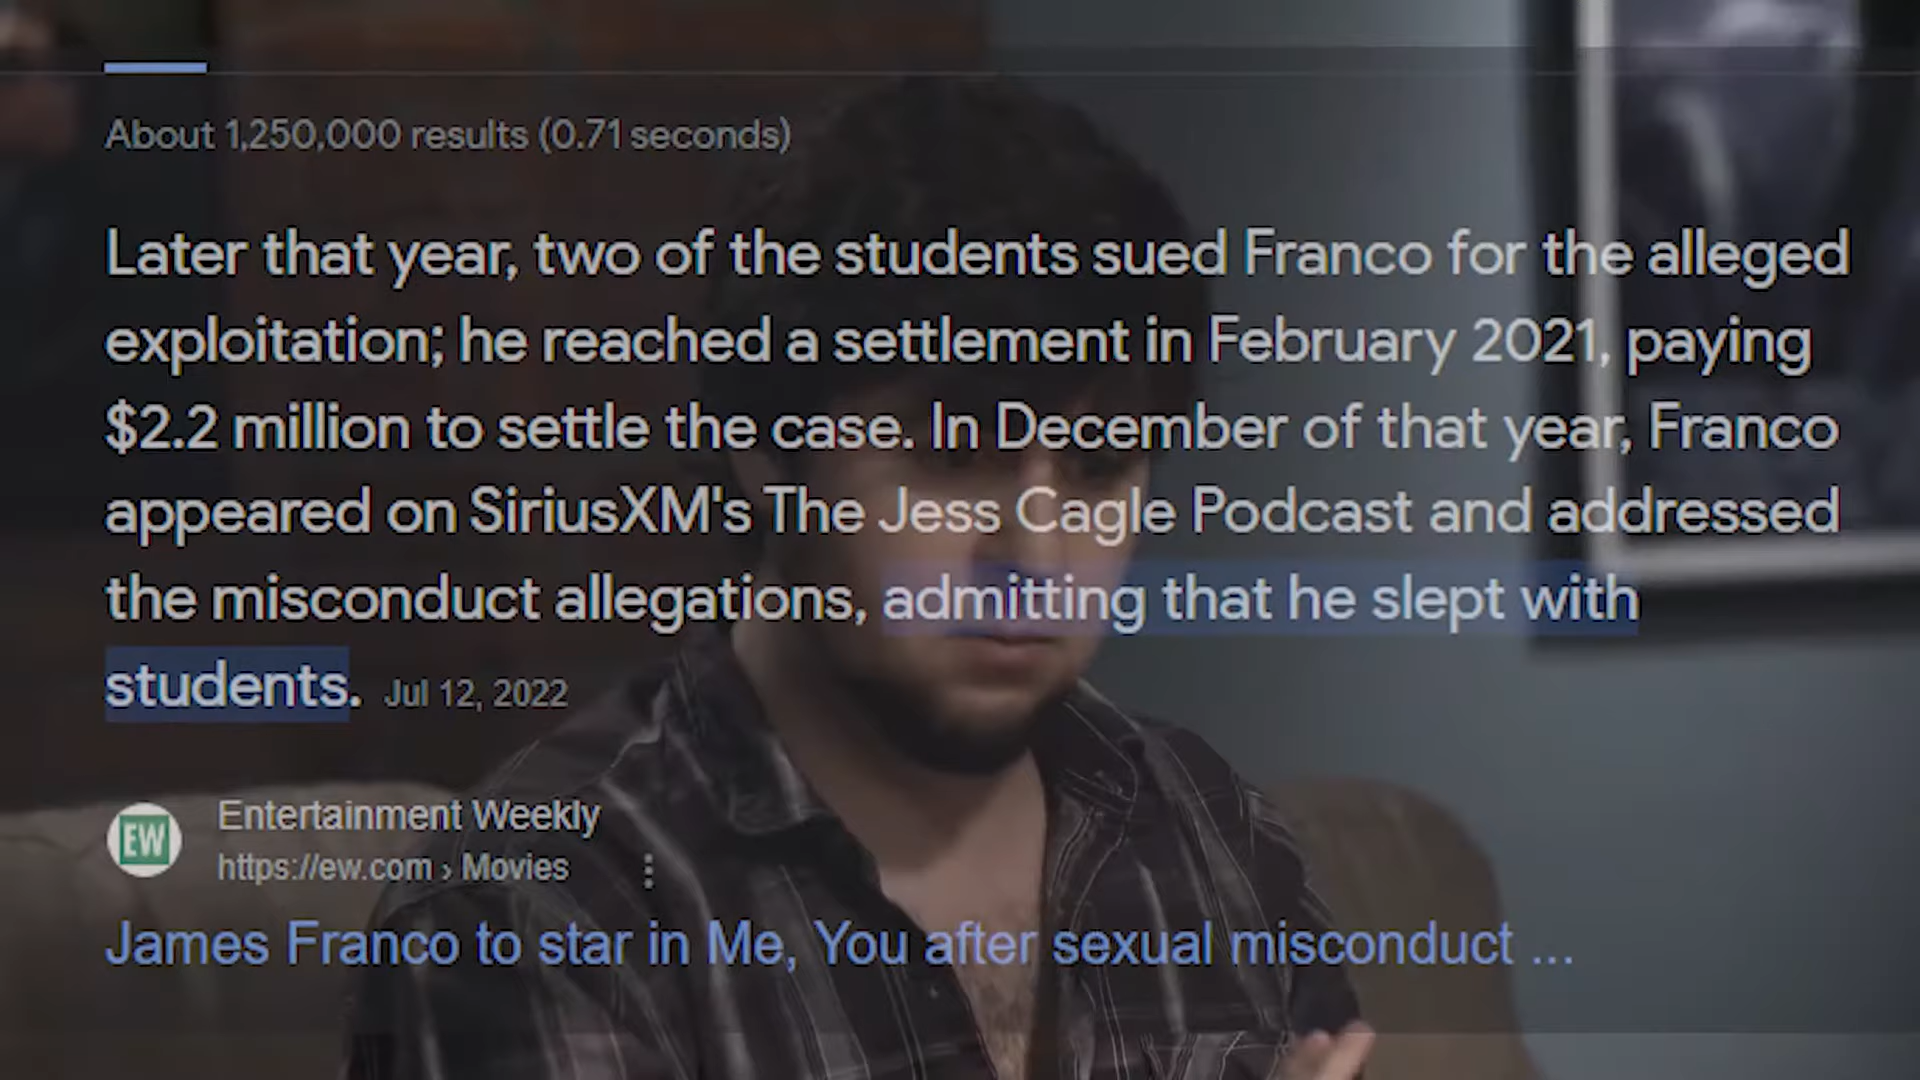 About 1,250,000 results (0.71 seconds)
Later that year, two of the students sued Franco for the alleged
exploitation; he reached a settlement in February 2021, paying
$2.2 million to settle the case. In December of that year, Franco
appeared on SiriusXM's The Jess Cagle Podcast and addressed
the misconduct allegations, admitting that he slept with
students. Jul 12, 2022
EW
Entertainment Weekly
https://ew.com › Movies
James Franco to star in Me, You after sexual misconduct ...